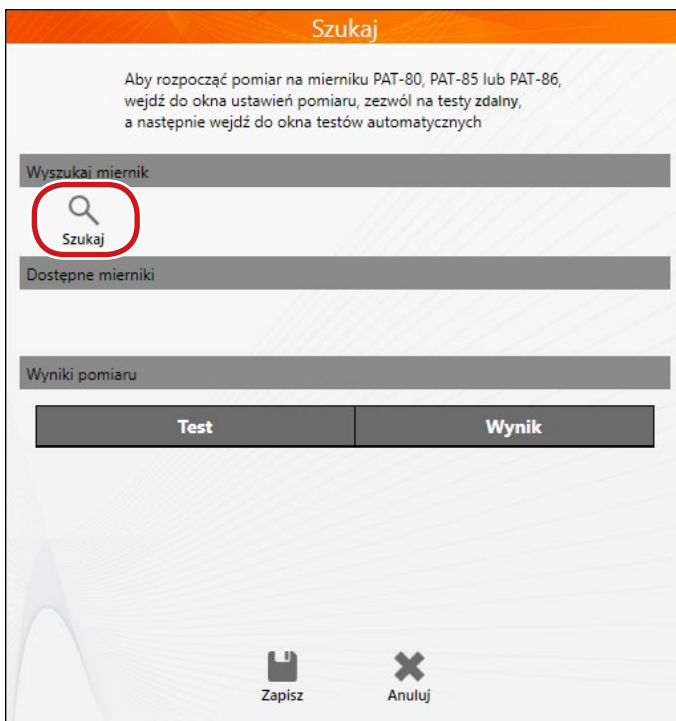 Szukaj
Aby rozpocząć pomiar na mierniku PAT-80, PAT-85 lub PAT-86,
wejdź do okna ustawień pomiaru, zezwól na testy zdalny,
a następnie wejdź do okna testów automatycznych
Wyszukaj miernik
Szukaj
Dostępne mierniki
Wyniki pomiaru
Test Wynik
Zapisz Anuluj